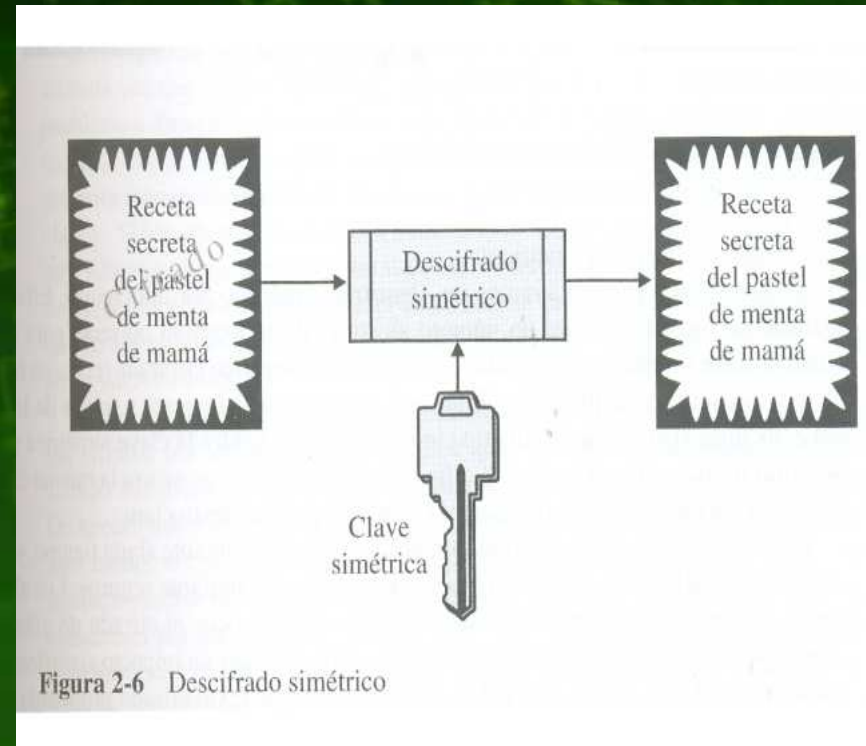 Receta
secreta
del pastel
de menta
de mamá
Cifrado
Descifrado
simétrico
Receta
secreta
del pastel
de menta
de mamá
Clave
simétrica
Figura 2-6 Descifrado simétrico